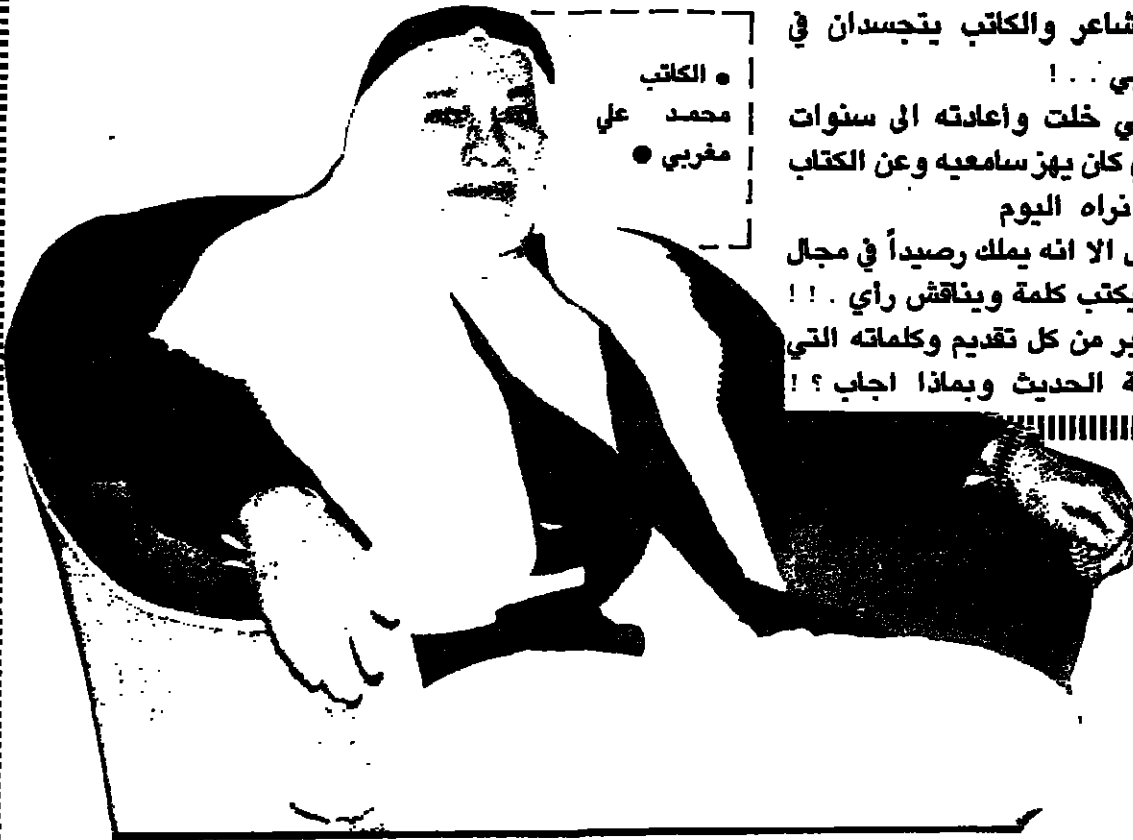 شاعر والكاتب يتجسدان في
ي . . !
ي خلت وأعادته الى سنوات
كان يهز سامعيه وعن الكتاب
نراه اليوم
الا انه يملك رصيداً في مجال
يكتب كلمة ويناقش رأي . ! !
ير من كل تقديم وكلماته التي
ة الحديث وبماذا اجاب ؟ !
● الكاتب
محمد علي
مغربي ●